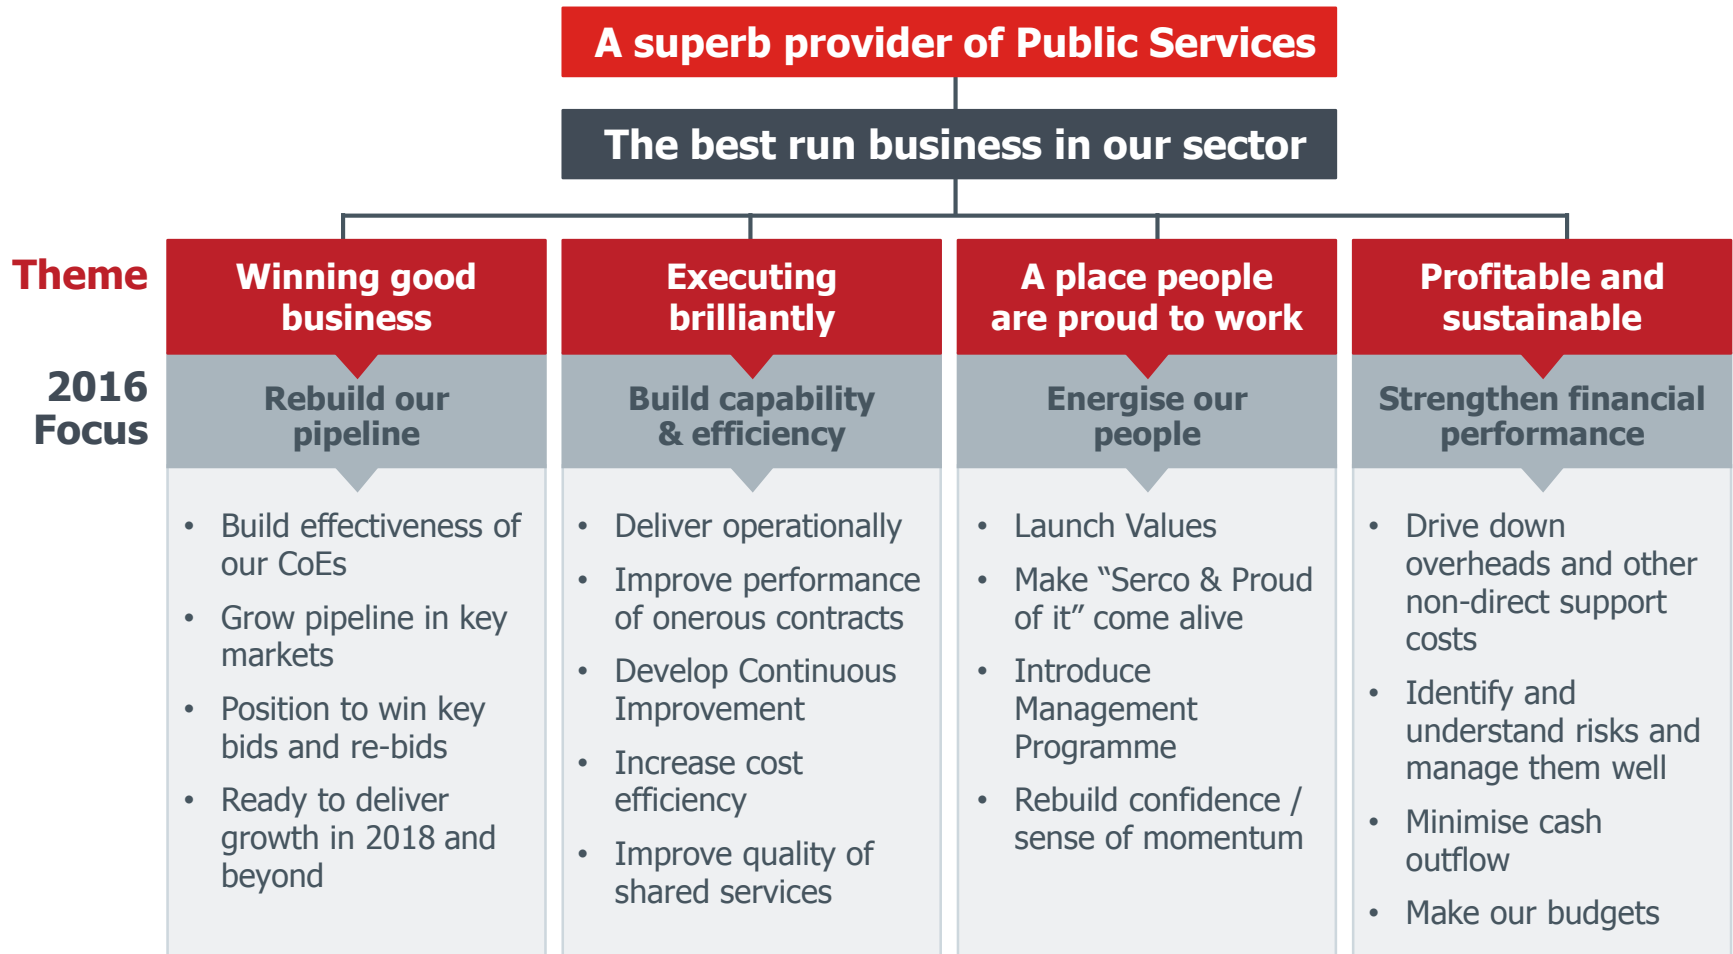 A superb provider of Public Services
The best run business in our sector
Theme
Winning good
business
Executing
brilliantly
A place people
are proud to work
Profitable and
sustainable
2016
Focus
Rebuild our
pipeline
Build capability
& efficiency
Energise our
people
Strengthen financial
performance
• Build effectiveness of
our CoEs
• Grow pipeline in key
markets
• Position to win key
bids and re-bids
• Ready to deliver
growth in 2018 and
beyond
• Deliver operationally
• Improve performance
of onerous contracts
• Develop Continuous
Improvement
• Increase cost
efficiency
• Improve quality of
shared services
• Launch Values
• Make “Serco & Proud
of it” come alive
• Introduce
Management
Programme
• Rebuild confidence /
sense of momentum
• Drive down
overheads and other
non-direct support
costs
• Identify and
understand risks and
manage them well
• Minimise cash
outflow
• Make our budgets